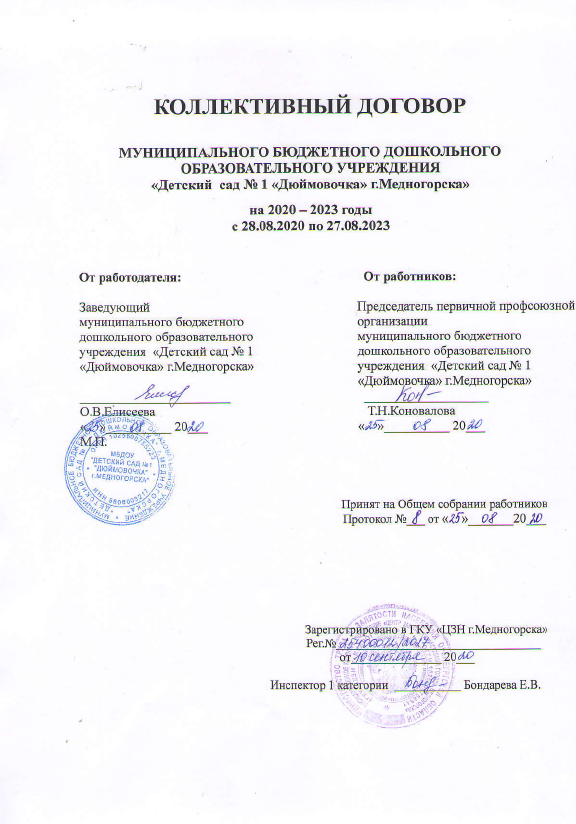 КОЛЛЕКТИВНЫЙ ДОГОВОР
МУНИЦИПАЛЬНОГО БЮДЖЕТНОГО ДОШКОЛЬНОГО
ОБРАЗОВАТЕЛЬНОГО УЧРЕЖДЕНИЯ
«Детский сад № 1 «Дюймовочка» г.Медногорска»
на 2020 – 2023 годы
с 28.08.2020 по 27.08.2023
От работодателя:
Заведующий
муниципального бюджетного
дошкольного образовательного
учреждения «Детский сад № 1
«Дюймовочка» г.Медногорска»
О.В.Елисеева
«25» 08 2020
М.П.
МБДОУ
"ДЕТСКИЙ САД №1
"ДЮЙМОВОЧКА"
Г.МЕДНОГОРСКА"
От работников:
Председатель первичной профсоюзной
организации
муниципального бюджетного
дошкольного образовательного
учреждения «Детский сад № 1
«Дюймовочка» г.Медногорска»
Т.Н.Коновалова
«25» 08 2020
Принят на Общем собрании работников
Протокол № 8 от «25» 08 2020
Зарегистрировано в ГКУ «ЦЗН г.Медногорска»
Рег.№
от 10 сентября 2020
Инспектор 1 категории Бондарева Е.В.